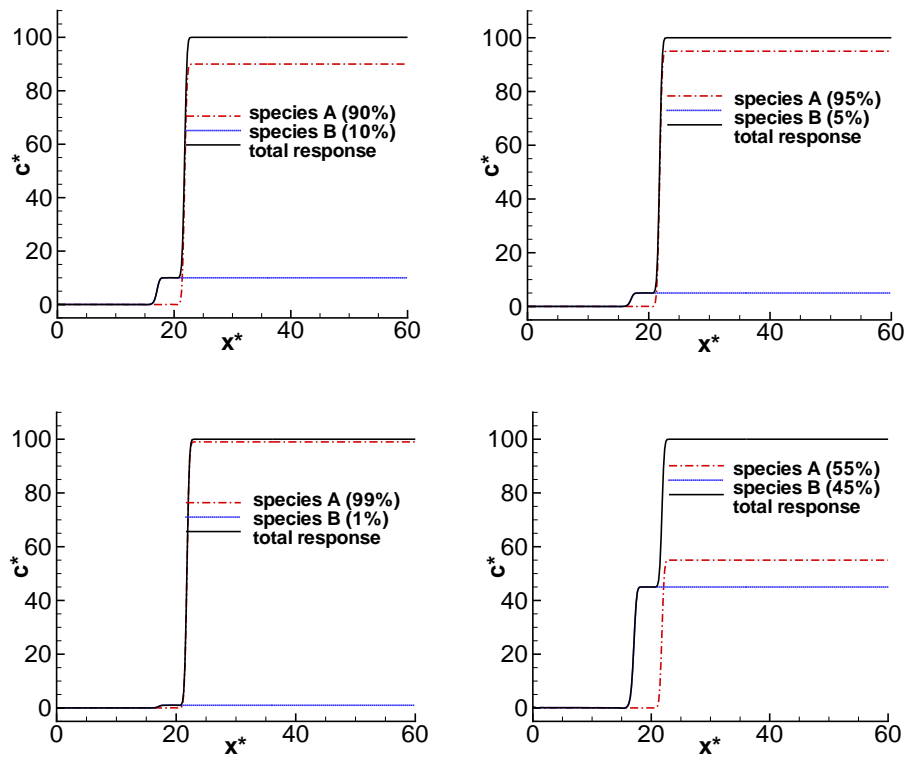 100
80
60
40
20
0
c*
species A (90%)
species B (10%)
total response
0 20 40 60
x*
100
80
60
40
20
0
c*
species A (95%)
species B (5%)
total response
0 20 40 60
x*
100
80
60
40
20
0
c*
species A (99%)
species B (1%)
total response
0 20 40 60
x*
100
80
60
40
20
0
c*
species A (55%)
species B (45%)
total response
0 20 40 60
x*